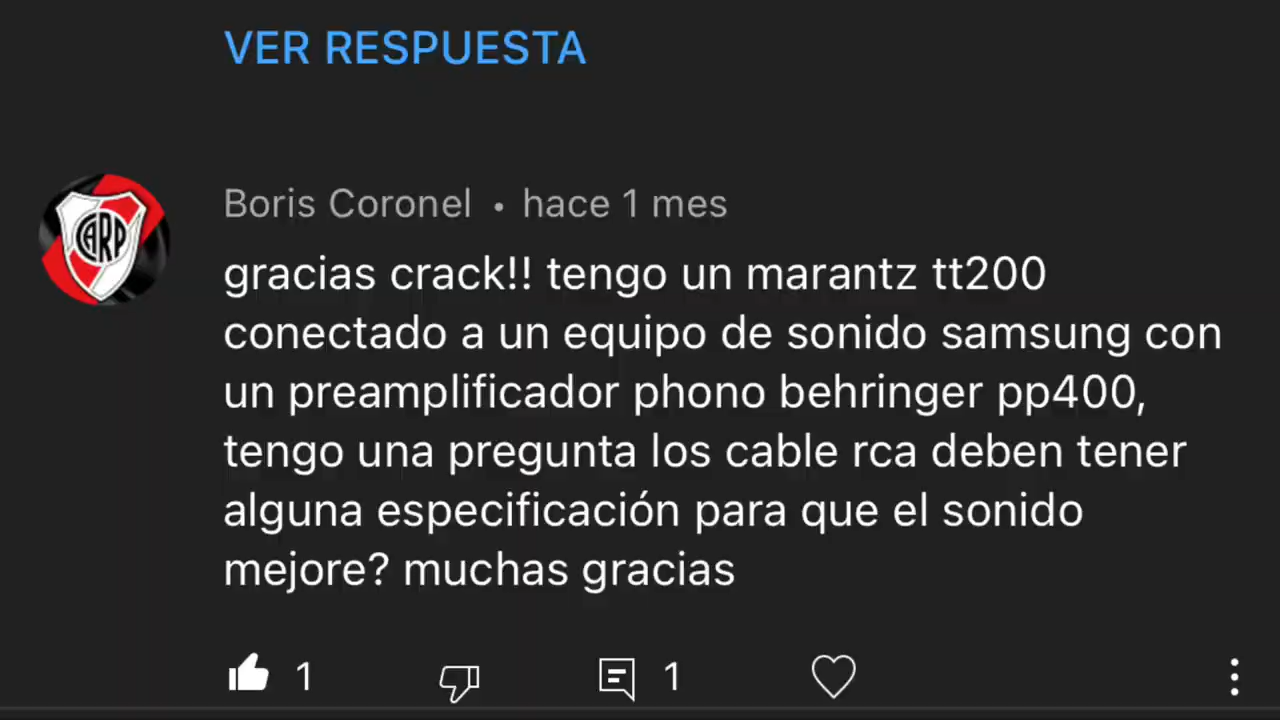 VER RESPUESTA
Boris Coronel • hace 1 mes
CARP
gracias crack!! tengo un marantz tt200
conectado a un equipo de sonido samsung con
un preamplificador phono behringer pp400,
tengo una pregunta los cable rca deben tener
alguna especificación para que el sonido
mejore? muchas gracias
1 1